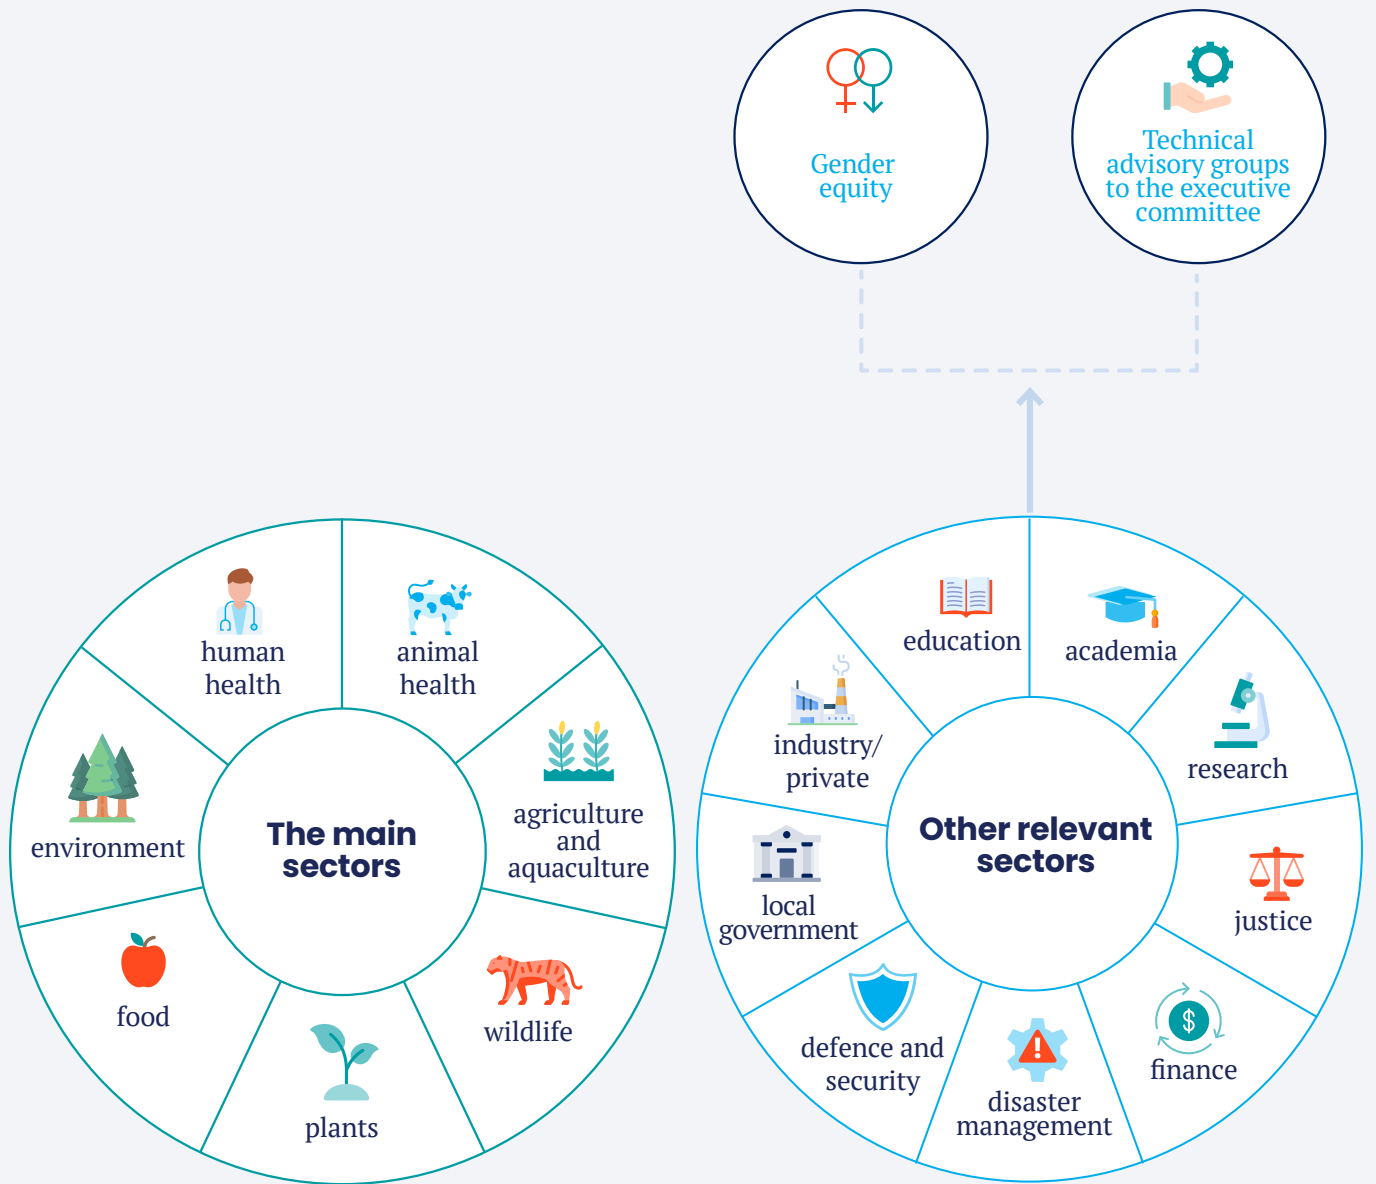 Gender
equity
Technical
advisory groups
to the executive
committee
The main
sectors
human
health
animal
health
agriculture
and
aquaculture
wildlife
plants
food
environment
Other relevant
sectors
education
academia
research
justice
finance
disaster
management
defence and
security
local
government
industry/
private
$
!